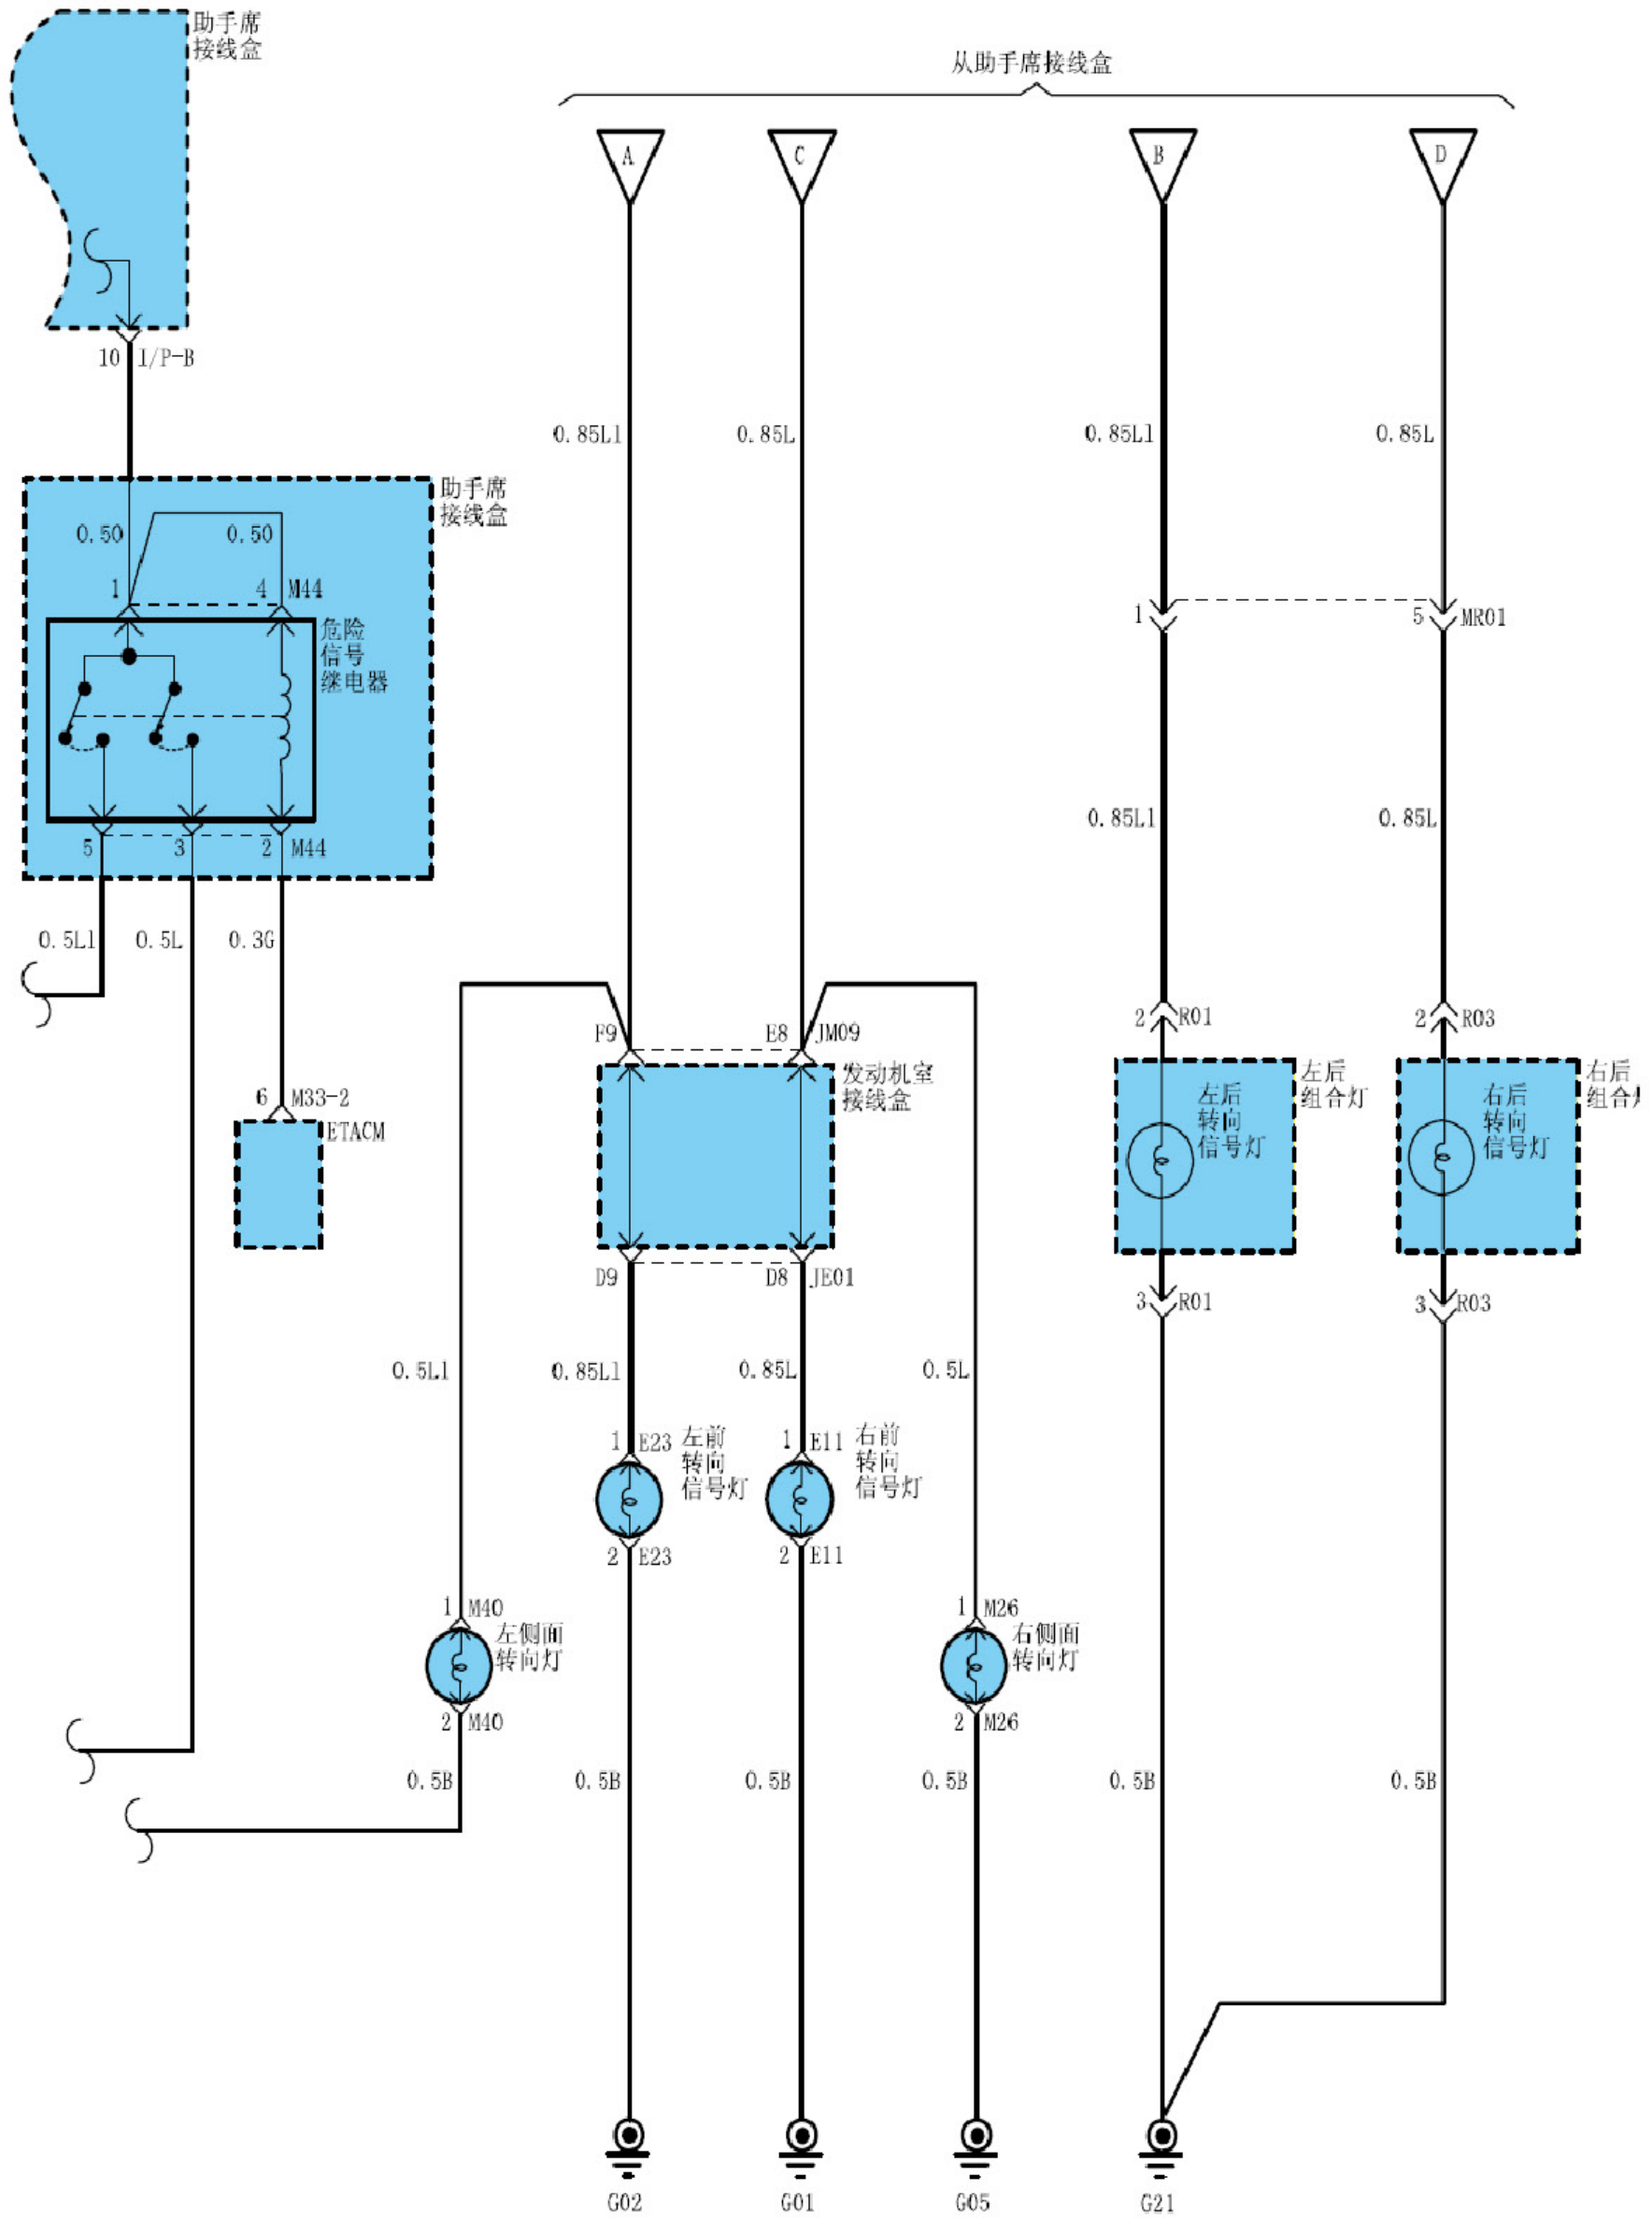 助手席
接线盒
从助手席接线盒
A
C
B
D
10 I/P-B
0.85Ll
0.85L
0.85Ll
0.85L
助手席
接线盒
0.5O
0.5O
1
4 M44
危险
信号
继电器
1
5 MR01
0.85Ll
0.85L
5
3
2 M44
0.5Ll
0.5L
0.3G
F9
E8 JM09
2 R01
2 R03
发动机室
接线盒
左后
组合灯
右后
左后
转向
信号灯
右后
转向
信号灯
6 M33-2
ETACM
D9
D8 JE01
3 R01
3 R03
0.5Ll
0.85Ll
0.85L
0.5L
1 E23
左前
转向
信号灯
1 E11
右前
转向
信号灯
2 E23
2 E11
1 M40
左侧面
转向灯
1 M26
右侧面
转向灯
2 M40
2 M26
0.5B
0.5B
0.5B
0.5B
0.5B
0.5B
G02
G01
G05
G21